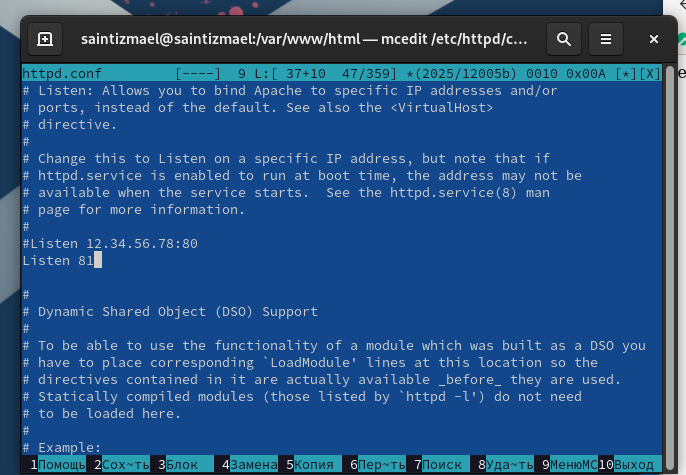 saintizmael@saintizmael:/var/www/html — mcedit /etc/httpd/c...
httpd.conf [----] 9 L:[ 37+10 47/359] *(2025/12005b) 0010 0x00A [*][X]
# Listen: Allows you to bind Apache to specific IP addresses and/or
# ports, instead of the default. See also the <VirtualHost>
# directive.
#
# Change this to Listen on a specific IP address, but note that if
# httpd.service is enabled to run at boot time, the address may not be
# available when the service starts.  See the httpd.service(8) man
# page for more information.
#
#Listen 12.34.56.78:80
Listen 81
#
# Dynamic Shared Object (DSO) Support
#
# To be able to use the functionality of a module which was built as a DSO you
# have to place corresponding `LoadModule' lines at this location so the
# directives contained in it are actually available _before_ they are used.
# Statically compiled modules (those listed by `httpd -l') do not need
# to be loaded here.
#
# Example:
1Помощь 2Сох~ть 3Блок 4Замена 5Копия 6Пер~ть 7Поиск 8Уда~ть 9МенюMC 10Выход